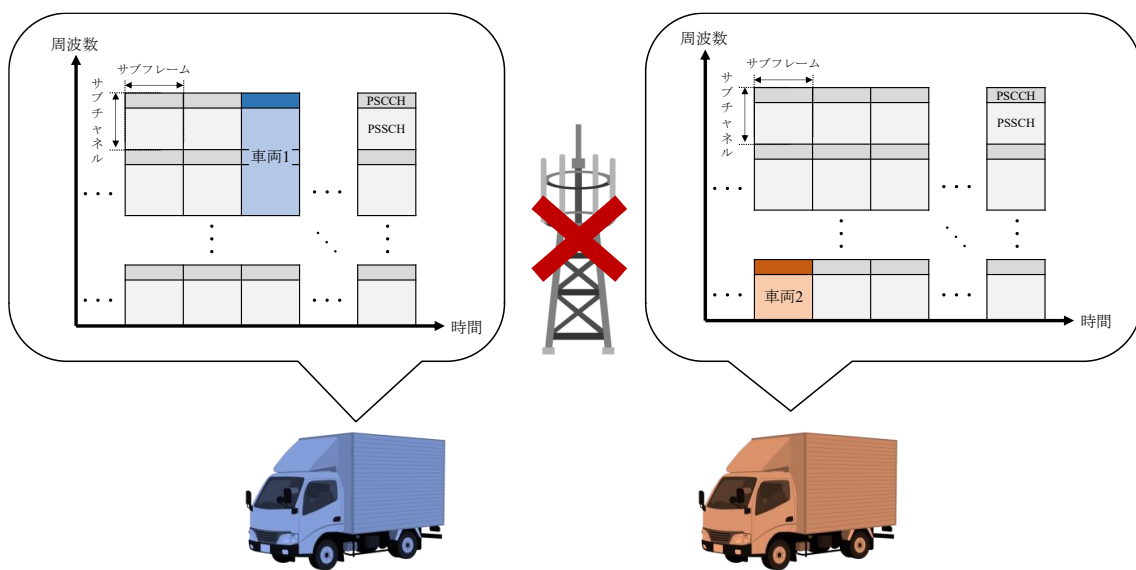 周波数
サブフレーム
サブチャネル
PSCCH
PSSCH
車両1
・・・
・・・
・・・
・・・
・・・
・・・
・・・
時間
周波数
サブフレーム
サブチャネル
PSCCH
PSSCH
・・・
・・・
・・・
・・・
・・・
・・・
車両2
・・・
時間